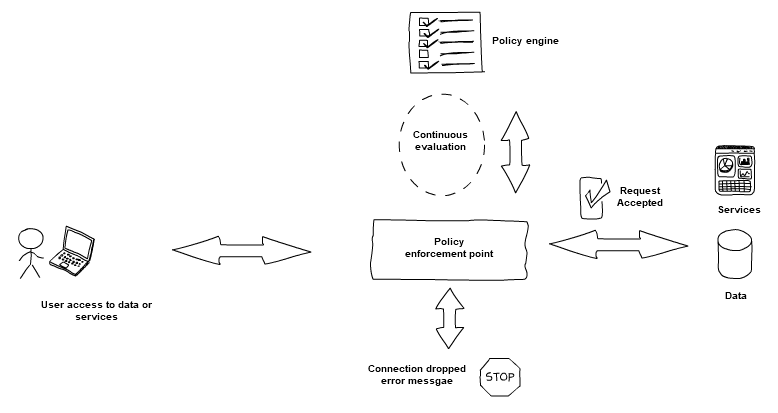 Policy engine
Continuous
evaluation
Request
Accepted
Services
Policy
enforcement point
Data
User access to data or
services
Connection dropped
error messgae
STOP